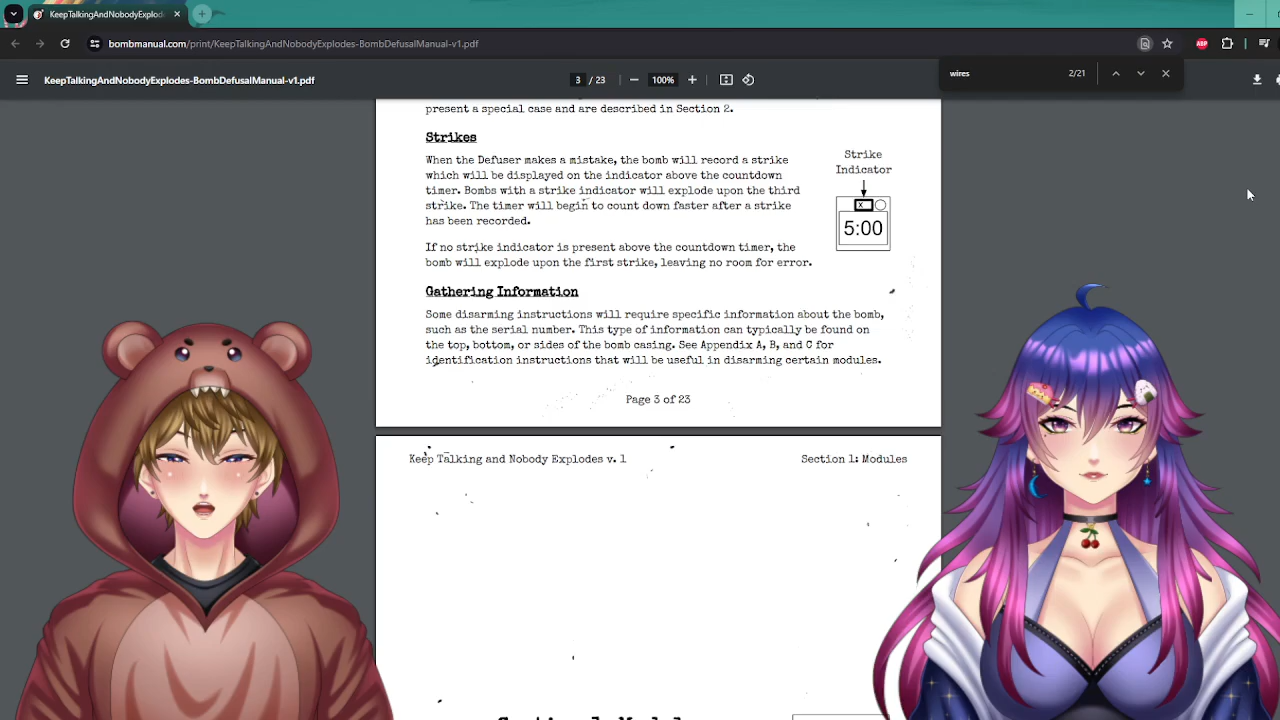 KeepTalkingAndNobodyExplodes
bombmanual.com/print/KeepTalkingAndNobodyExplodes-BombDefusalManual-v1.pdf
ABP
KeepTalkingAndNobodyExplodes-BombDefusalManual-v1.pdf
3 / 23
100%
wires
2/21
present a special case and are described in Section 2.
Strikes
When the Defuser makes a mistake, the bomb will record a strike
which will be displayed on the indicator above the countdown
timer. Bombs with a strike indicator will explode upon the third
strike. The timer will begin to count down faster after a strike
has been recorded.
If no strike indicator is present above the countdown timer, the
bomb will explode upon the first strike, leaving no room for error.
Strike
Indicator
X
5:00
Gathering Information
Some disarming instructions will require specific information about the bomb,
such as the serial number. This type of information can typically be found on
the top, bottom, or sides of the bomb casing. See Appendix A, B, and C for
identification instructions that will be useful in disarming certain modules.
Page 3 of 23
Keep Talking and Nobody Explodes v. 1
Section 1: Modules